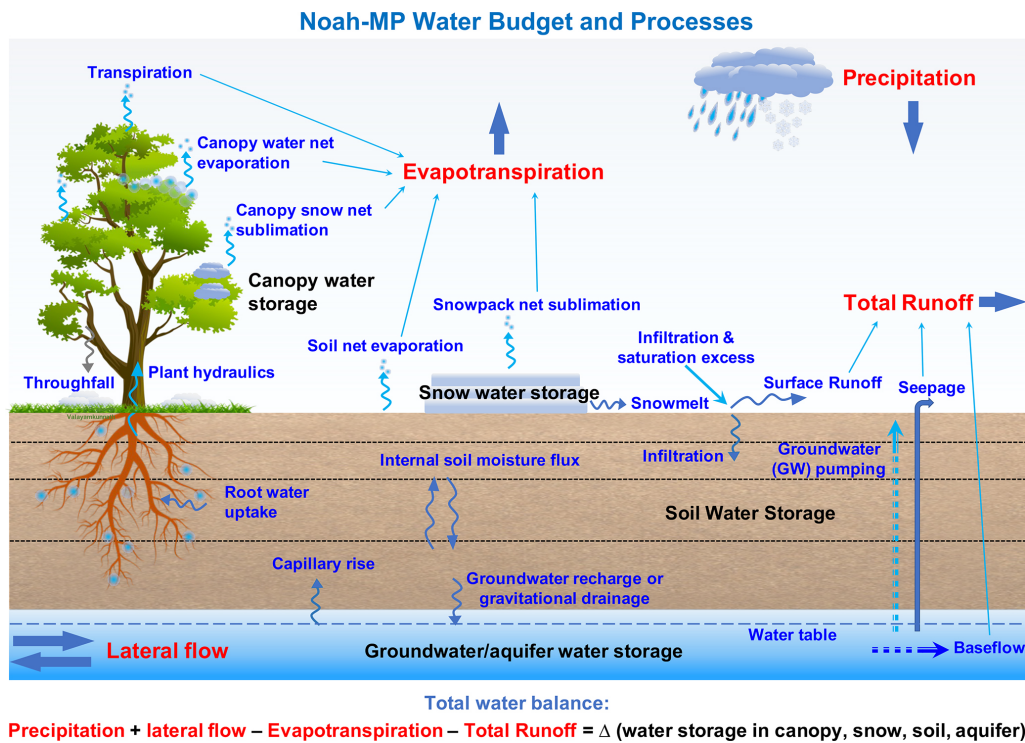 Noah-MP Water Budget and Processes
Transpiration
Precipitation
Canopy water net
evaporation
Evapotranspiration
Canopy snow net
sublimation
Canopy water
storage
Snowpack net sublimation
Total Runoff
Soil net evaporation
Infiltration &
saturation excess
Throughfall
Plant hydraulics
Snow water storage
Snowmelt
Surface Runoff
Seepage
Valayamkunnath
Internal soil moisture flux
Infiltration
Groundwater
(GW) pumping
Root water
uptake
Soil Water Storage
Capillary rise
Groundwater recharge or
gravitational drainage
Water table
Lateral flow
Groundwater/aquifer water storage
Baseflow
Total water balance:
Precipitation + lateral flow – Evapotranspiration – Total Runoff = Δ (water storage in canopy, snow, soil, aquifer)